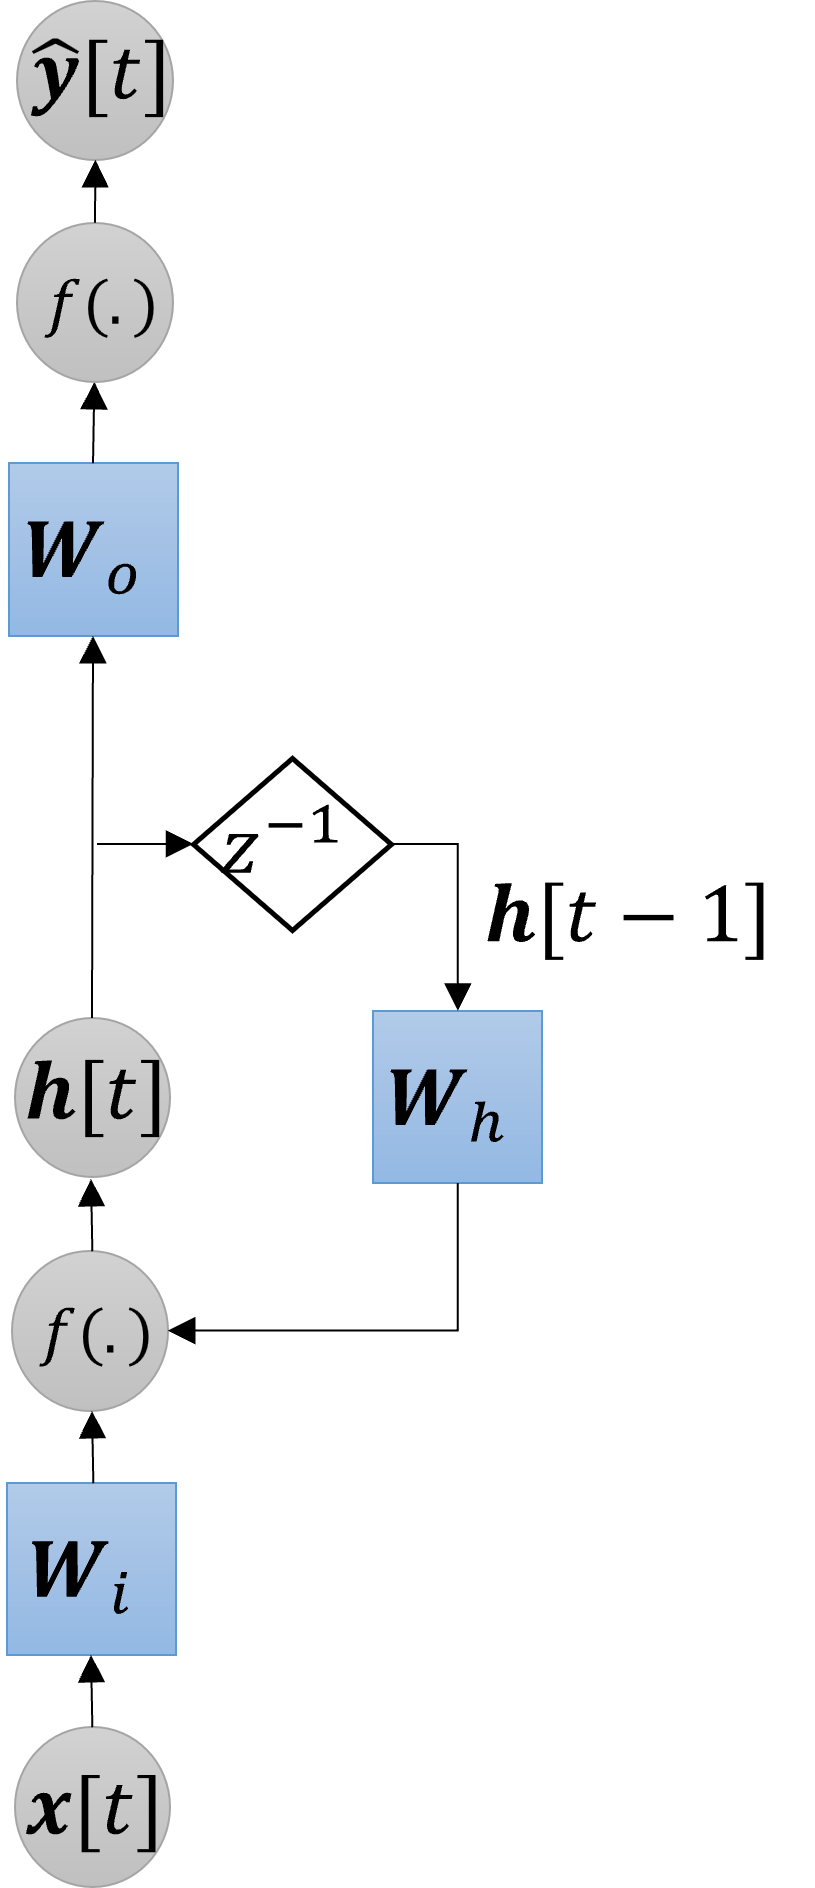 ŷ[t]
f(.)
W_o
z^{-1}
h[t − 1]
h[t]
W_h
f(.)
W_i
x[t]